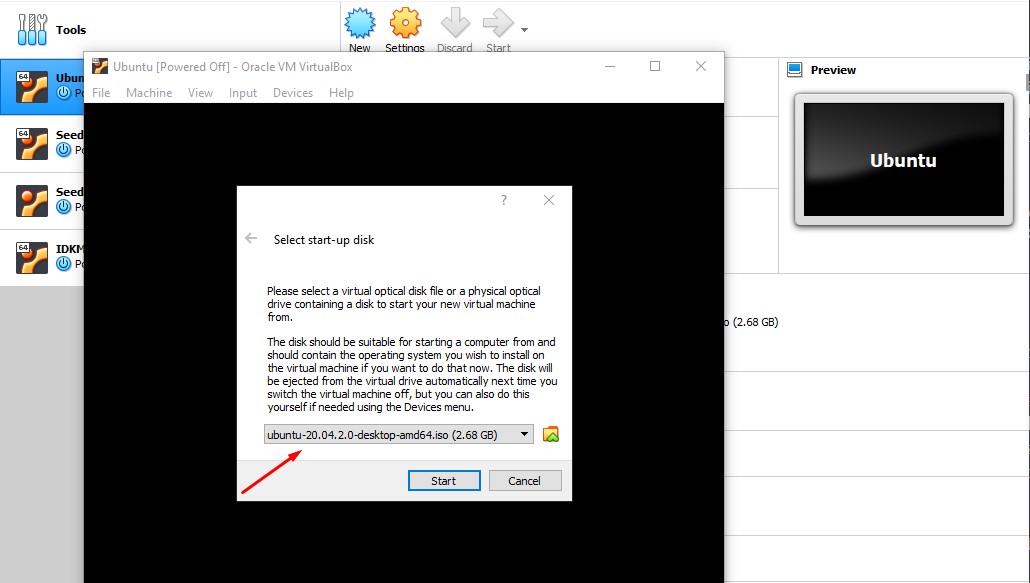 Tools
New
Settings
Discard
Start
Ubuntu [Powered Off] - Oracle VM VirtualBox
File
Machine
View
Input
Devices
Help
64
Ubun
Po
64
Seed
Po
Seed
Po
64
IDKM
Po
Preview
Ubuntu
?
Select start-up disk
Please select a virtual optical disk file or a physical optical
drive containing a disk to start your new virtual machine
from.
The disk should be suitable for starting a computer from and
should contain the operating system you wish to install on
the virtual machine if you want to do that now. The disk will
be ejected from the virtual drive automatically next time you
switch the virtual machine off, but you can also do this
yourself if needed using the Devices menu.
ubuntu-20.04.2.0-desktop-amd64.iso (2.68 GB)
Start
Cancel
o (2.68 GB)